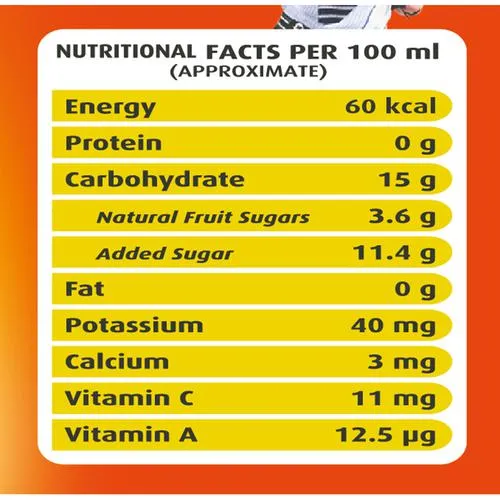 NUTRITIONAL FACTS PER 100 ml
(APPROXIMATE)
Energy 60 kcal
Protein 0 g
Carbohydrate 15 g
Natural Fruit Sugars 3.6 g
Added Sugar 11.4 g
Fat 0 g
Potassium 40 mg
Calcium 3 mg
Vitamin C 11 mg
Vitamin A 12.5 µg